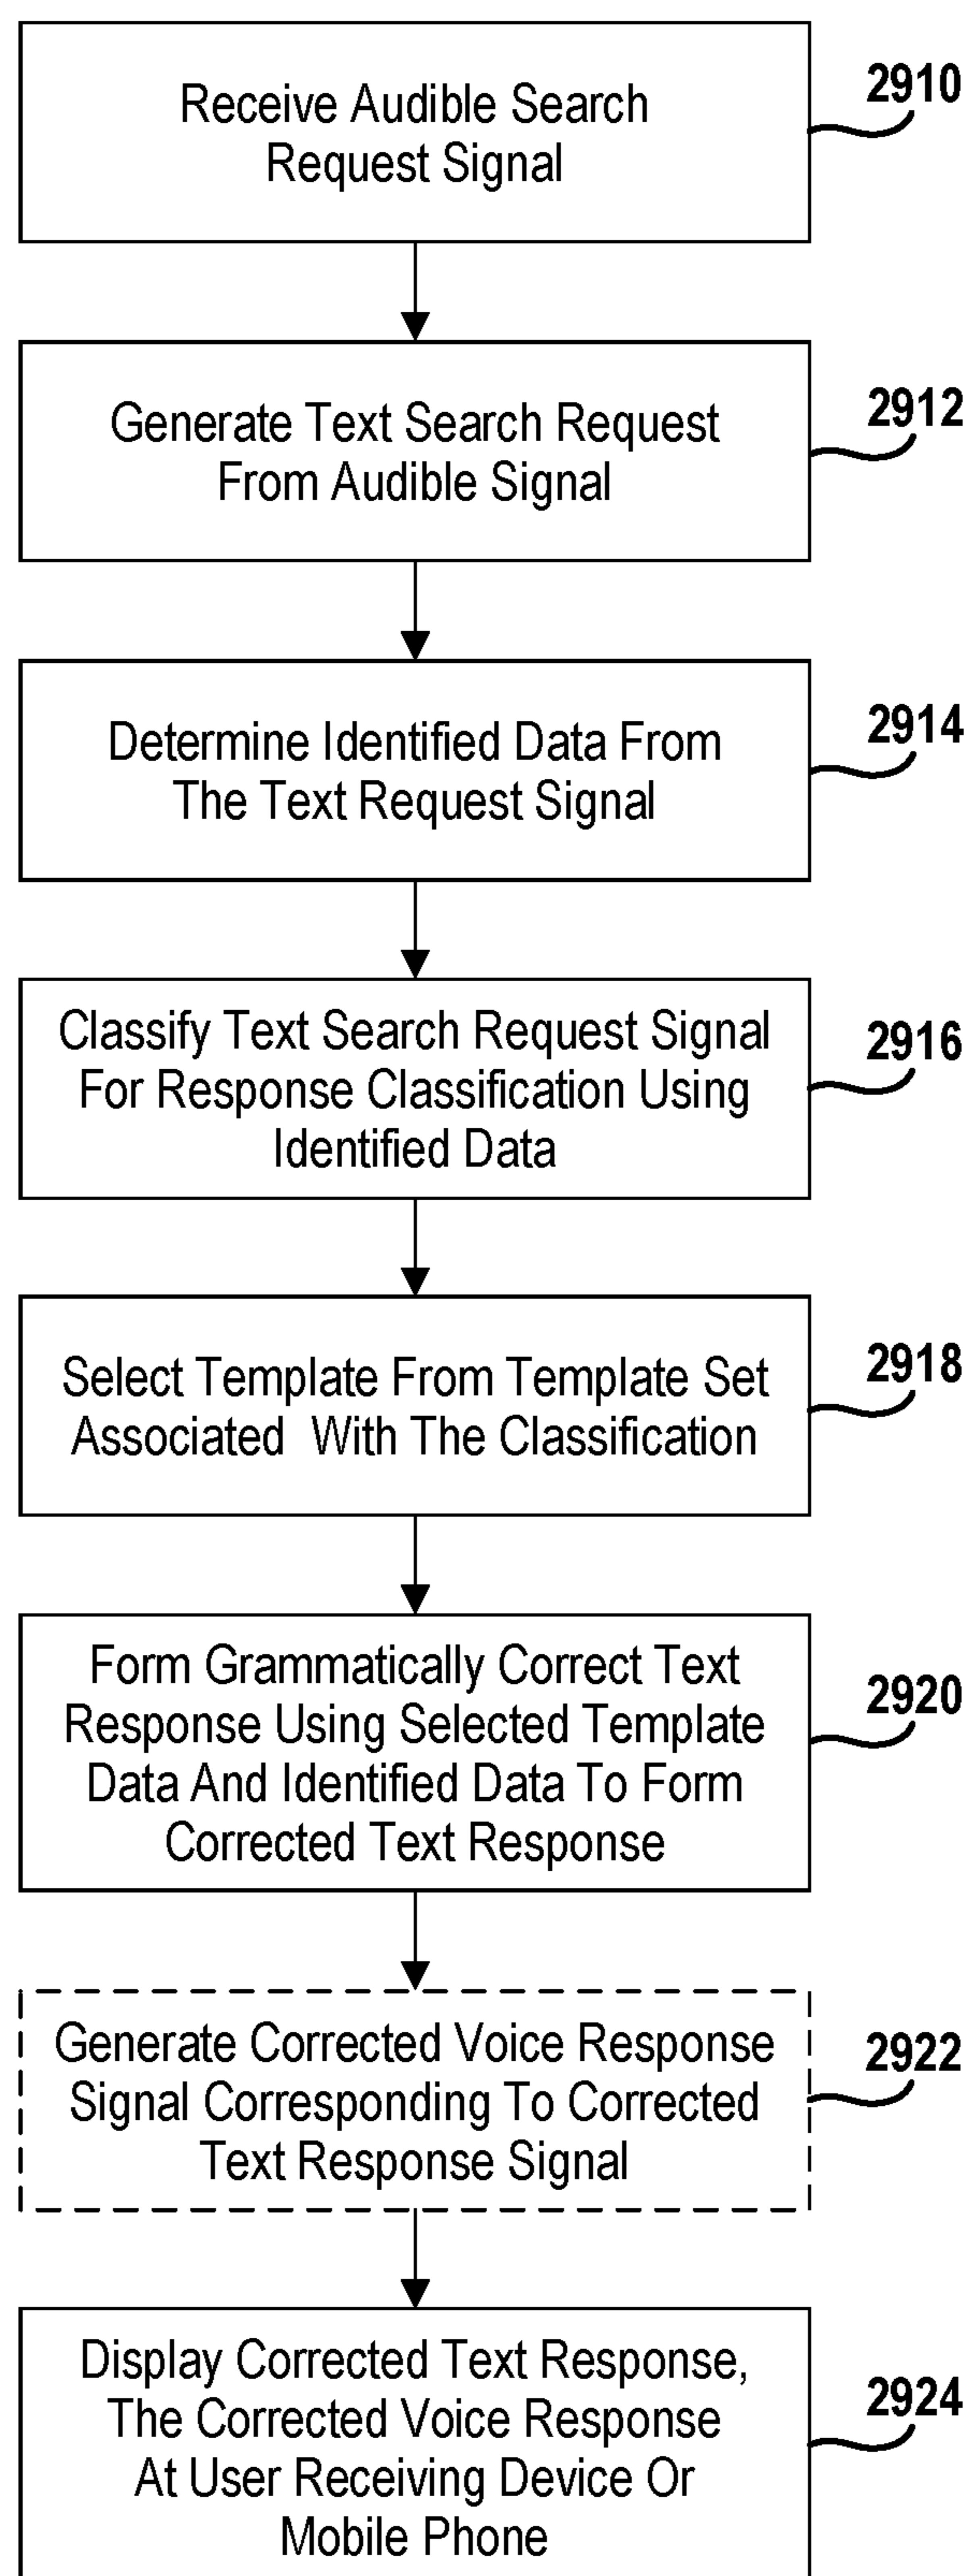 Receive Audible Search
Request Signal
2910
Generate Text Search Request
From Audible Signal
2912
Determine Identified Data From
The Text Request Signal
2914
Classify Text Search Request Signal
For Response Classification Using
Identified Data
2916
Select Template From Template Set
Associated With The Classification
2918
Form Grammatically Correct Text
Response Using Selected Template
Data And Identified Data To Form
Corrected Text Response
2920
Generate Corrected Voice Response
Signal Corresponding To Corrected
Text Response Signal
2922
Display Corrected Text Response,
The Corrected Voice Response
At User Receiving Device Or
Mobile Phone
2924